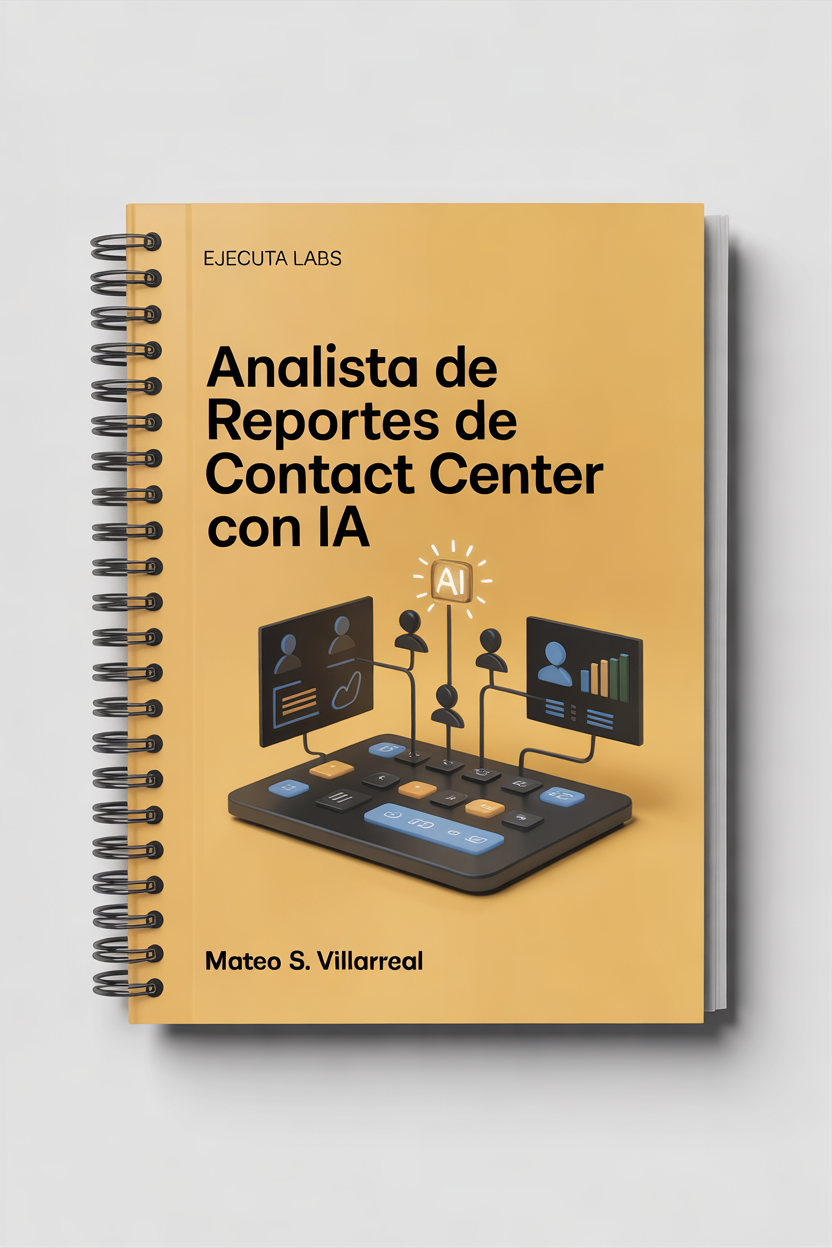 EJECUTA LABS
Analista de
Reportes de
Contact Center
con IA
AI
Mateo S. Villarreal